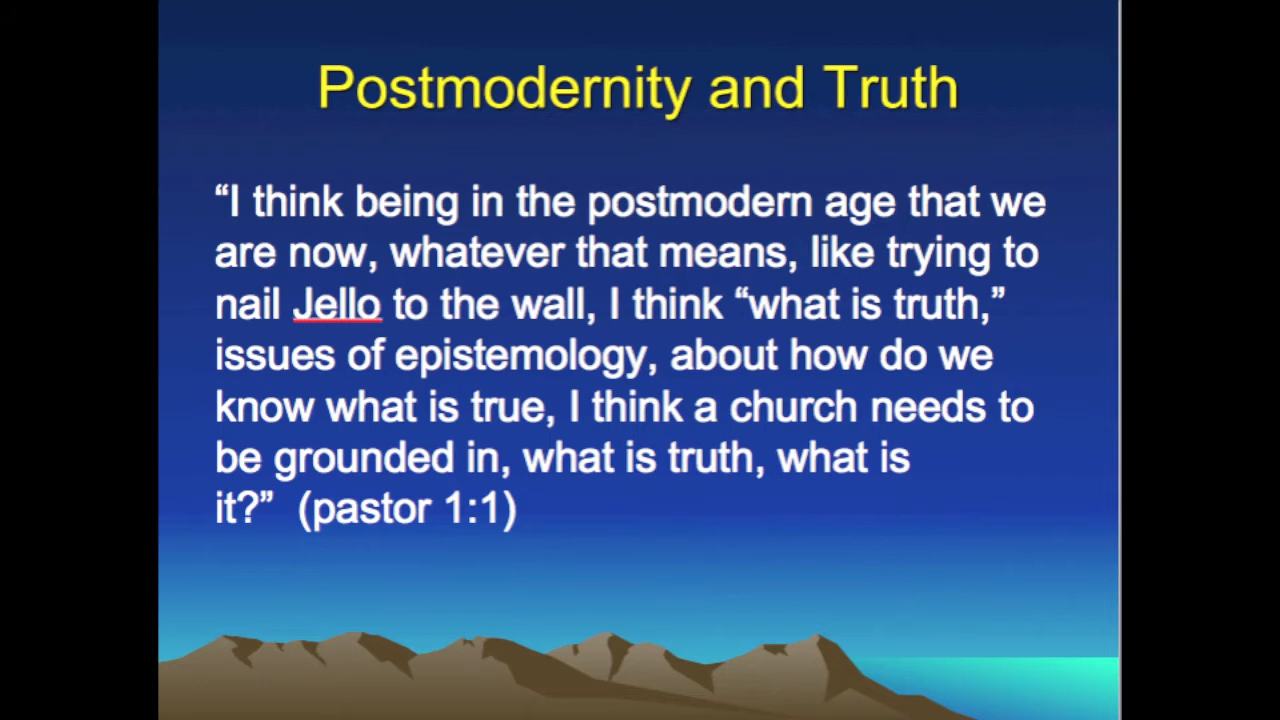 Postmodernity and Truth
“I think being in the postmodern age that we
are now, whatever that means, like trying to
nail Jello to the wall, I think “what is truth,”
issues of epistemology, about how do we
know what is true, I think a church needs to
be grounded in, what is truth, what is
it?”  (pastor 1:1)